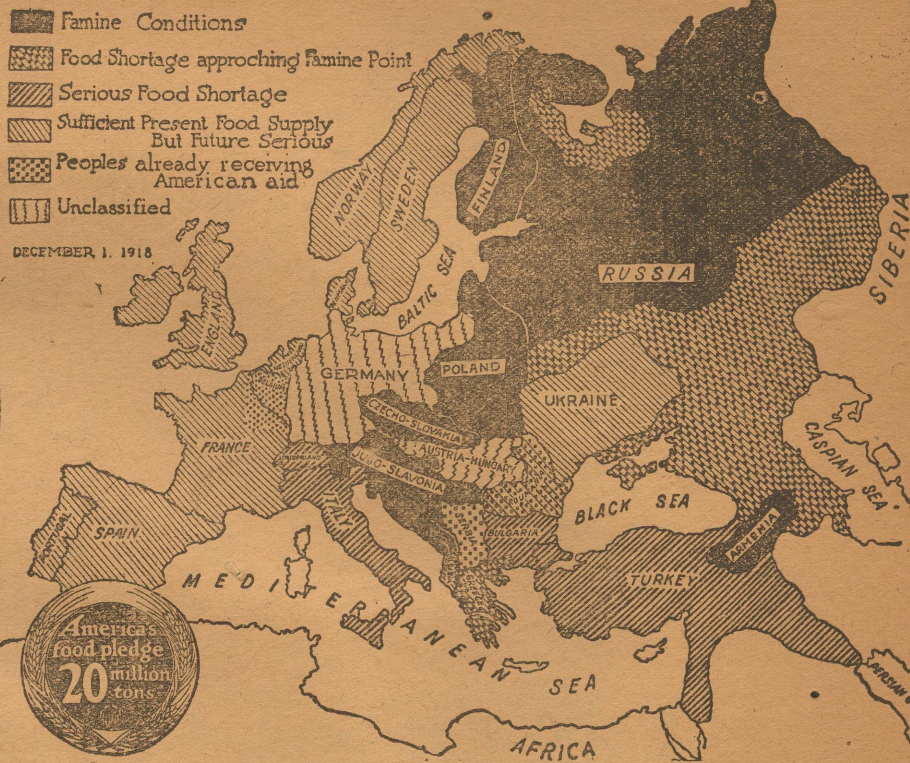 Famine Conditions
Food Shortage approching Famine Point
Serious Food Shortage
Sufficient Present Food Supply
But Future Serious
Peoples already receiving
American aid
Unclassified
DECEMBER 1. 1918
NORWAY
SWEDEN
FINLAND
BALTIC SEA
RUSSIA
SIBERIA
ENGLAND
GERMANY
POLAND
UKRAINE
CZECHO-SLOVAKIA
AUSTRIA-HUNGARY
JUGO-SLAVONIA
FRANCE
SWITZERLAND
ITALY
SERBIA
BULGARIA
BLACK SEA
CASPIAN SEA
ARMENIA
TURKEY
PORTUGAL
SPAIN
MEDITERRANEAN
SEA
PERSIAN G
AFRICA
America's
food pledge
20 million
tons